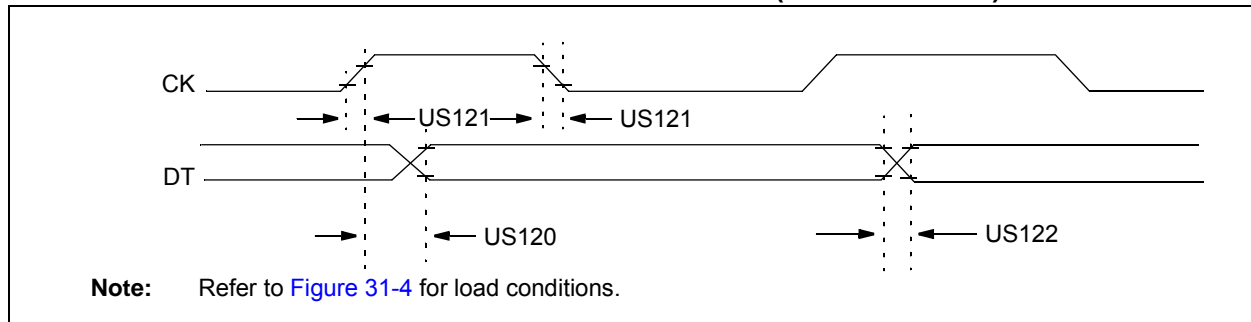 CK
US121 US121
DT
US120 US122
Note: Refer to Figure 31-4 for load conditions.